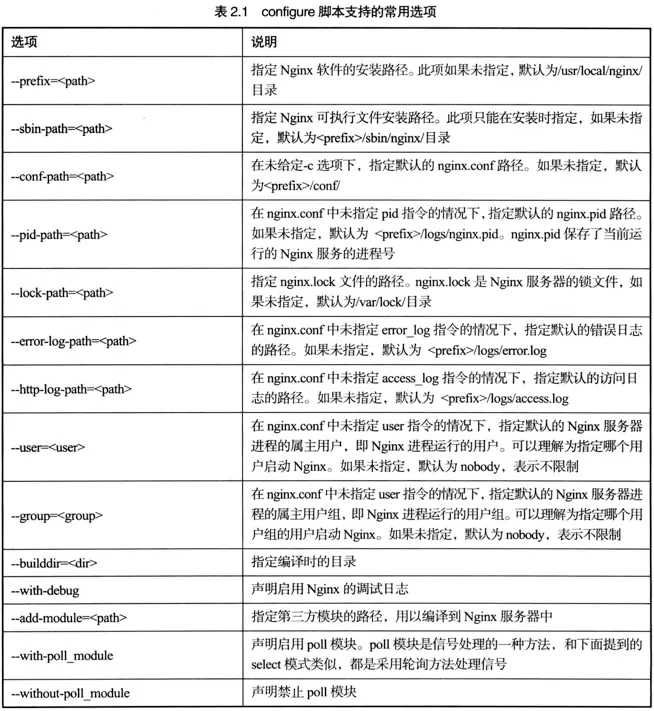 表 2.1 configure 脚本支持的常用选项
选项 说明
--prefix=<path> 指定 Nginx 软件的安装路径。此项如果未指定，默认为/usr/local/nginx/
目录
--sbin-path=<path> 指定 Nginx 可执行文件安装路径。此项只能在安装时指定，如果未指
定，默认为<prefix>/sbin/nginx/目录
--conf-path=<path> 在未给定-c 选项下，指定默认的 nginx.conf 路径。如果未指定，默认
为<prefix>/conf/
--pid-path=<path> 在 nginx.conf 中未指定 pid 指令的情况下，指定默认的 nginx.pid 路径。
如果未指定，默认为 <prefix>/logs/nginx.pid。nginx.pid 保存了当前运
行的 Nginx 服务的进程号
--lock-path=<path> 指定 nginx.lock 文件的路径。nginx.lock 是 Nginx 服务器的锁文件，如
果未指定，默认为/var/lock/目录
--error-log-path=<path> 在 nginx.conf 中未指定 error_log 指令的情况下，指定默认的错误日志
的路径。如果未指定，默认为 <prefix>/logs/error.log
--http-log-path=<path> 在 nginx.conf 中未指定 access_log 指令的情况下，指定默认的访问日
志的路径。如果未指定，默认为 <prefix>/logs/access.log
--user=<user> 在 nginx.conf 中未指定 user 指令的情况下，指定默认的 Nginx 服务器
进程的属主用户，即 Nginx 进程运行的用户。可以理解为指定哪个用
户启动 Nginx。如果未指定，默认为 nobody，表示不限制
--group=<group> 在 nginx.conf 中未指定 user 指令的情况下，指定默认的 Nginx 服务器进
程的属主用户组，即 Nginx 进程运行的用户组。可以理解为指定哪个用
户组的用户启动 Nginx。如果未指定，默认为 nobody，表示不限制
--builddir=<dir> 指定编译时的目录
--with-debug 声明启用 Nginx 的调试日志
--add-module=<path> 指定第三方模块的路径，用以编译到 Nginx 服务器中
--with-poll_module 声明启用 poll 模块。poll 模块是信号处理的一种方法，和下面提到的
select 模式类似，都是采用轮询方法处理信号
--without-poll_module 声明禁止 poll 模块